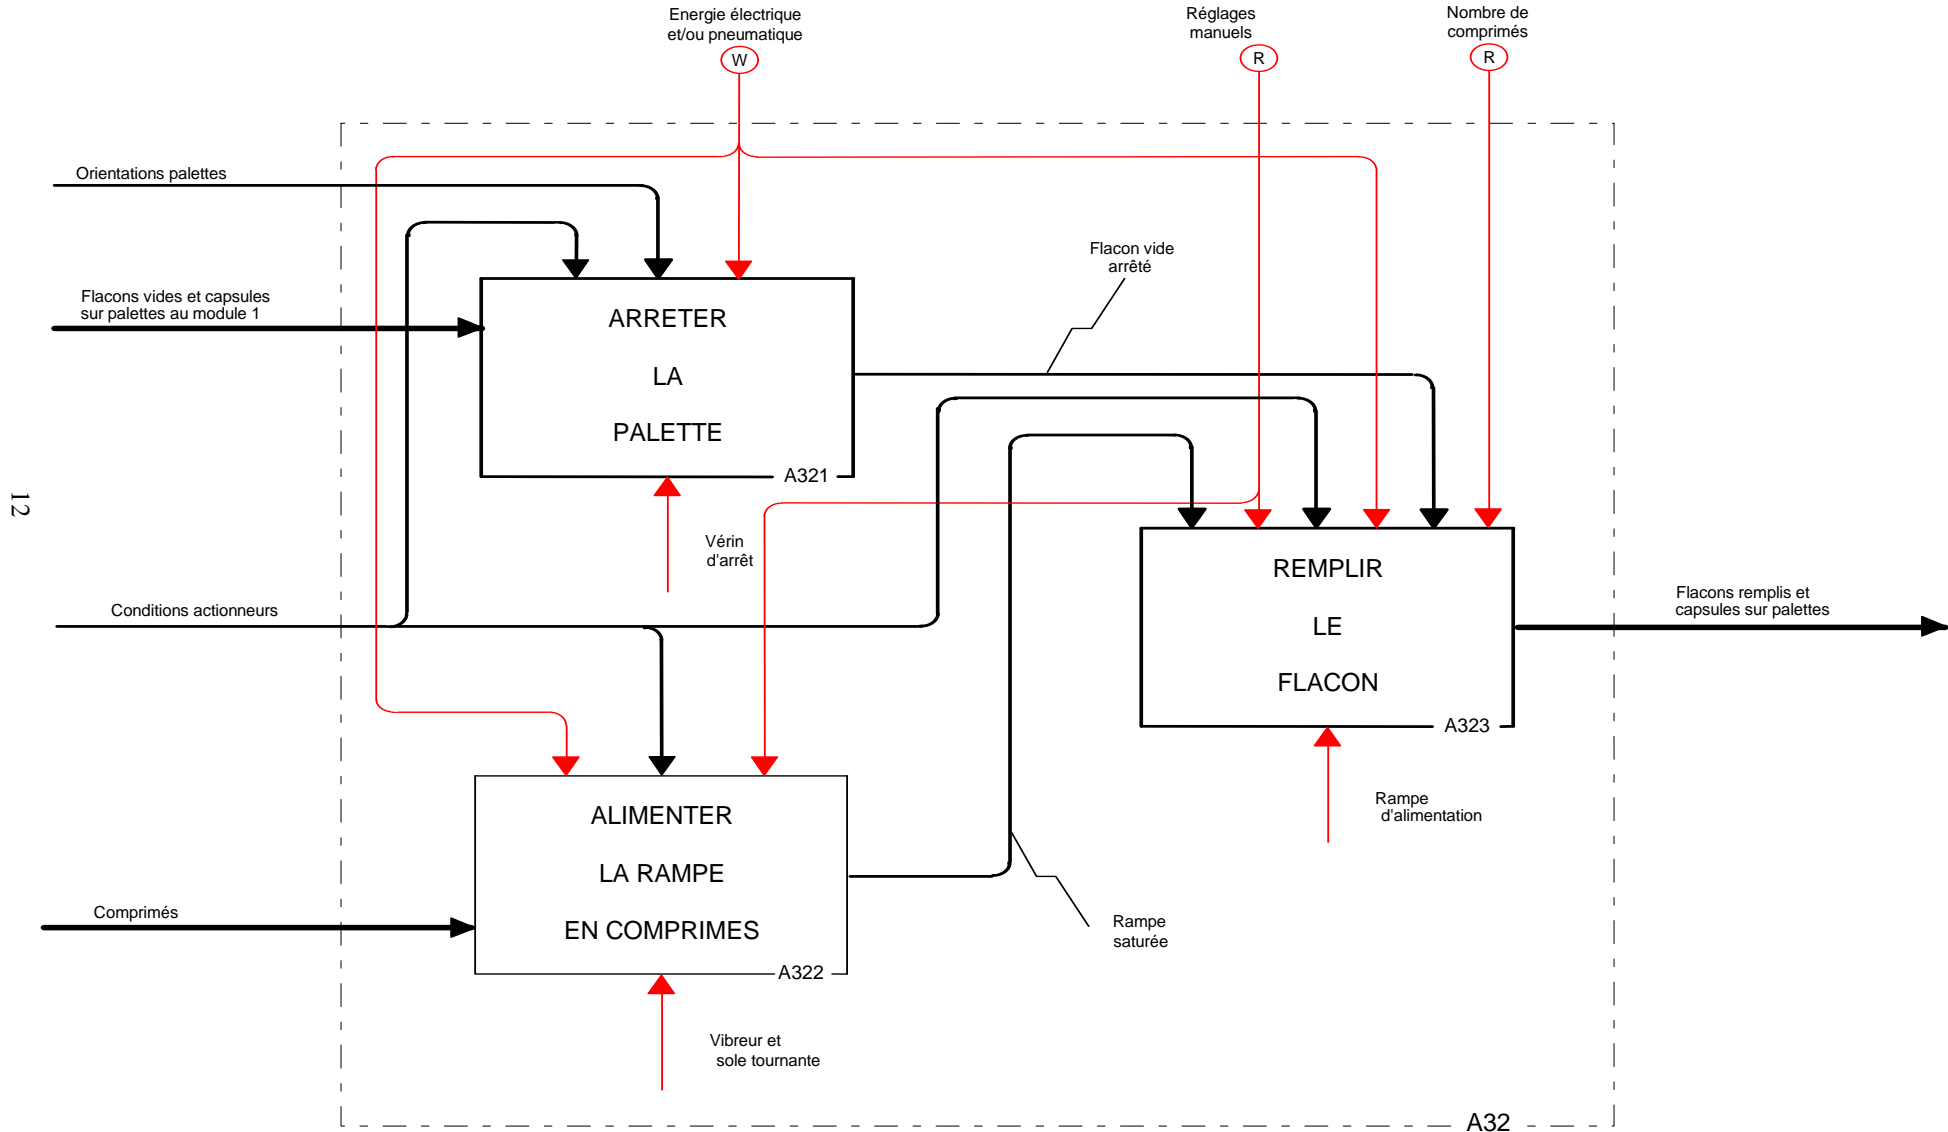 Energie électrique
et/ou pneumatique
W
Réglages
manuels
R
Nombre de
comprimés
R
Orientations palettes
Flacon vide
arrêté
Flacons vides et capsules
sur palettes au module 1
ARRETER
LA
PALETTE
A321
12
Vérin
d'arrêt
REMPLIR
LE
FLACON
A323
Conditions actionneurs
Flacons remplis et
capsules sur palettes
Rampe
d'alimentation
ALIMENTER
LA RAMPE
EN COMPRIMES
A322
Comprimés
Rampe
saturée
Vibreur et
sole tournante
A32